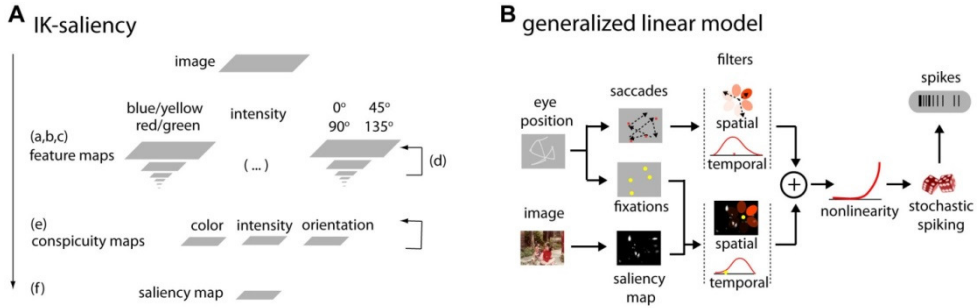 A IK-saliency
image
blue/yellow
red/green
intensity
0° 45°
90° 135°
(a,b,c)
feature maps
(...)
(d)
(e)
conspicuity maps
color intensity orientation
(f)
saliency map
B generalized linear model
filters
spikes
saccades
eye
position
spatial
temporal
fixations
image
nonlinearity
stochastic
spiking
saliency
map
spatial
temporal